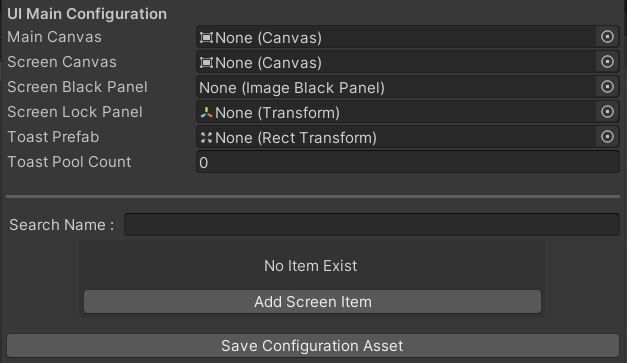 UI Main Configuration
Main Canvas None (Canvas)
Screen Canvas None (Canvas)
Screen Black Panel None (Image Black Panel)
Screen Lock Panel None (Transform)
Toast Prefab None (Rect Transform)
Toast Pool Count 0
Search Name :
No Item Exist
Add Screen Item
Save Configuration Asset